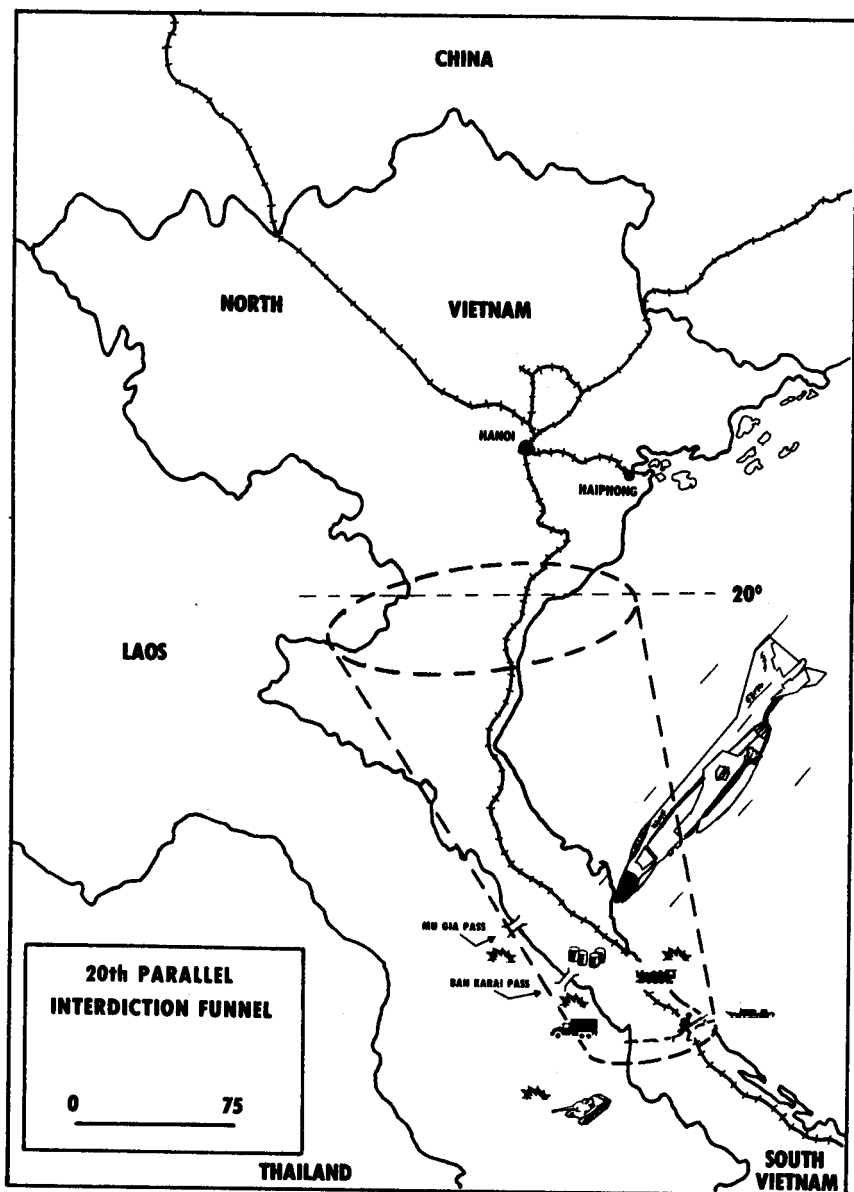 CHINA
NORTH
VIETNAM
HANOI
HAIPHONG
20°
LAOS
MU GIA PASS
BAN KARAI PASS
20th PARALLEL
INTERDICTION FUNNEL
0 75
THAILAND
SOUTH
VIETNAM